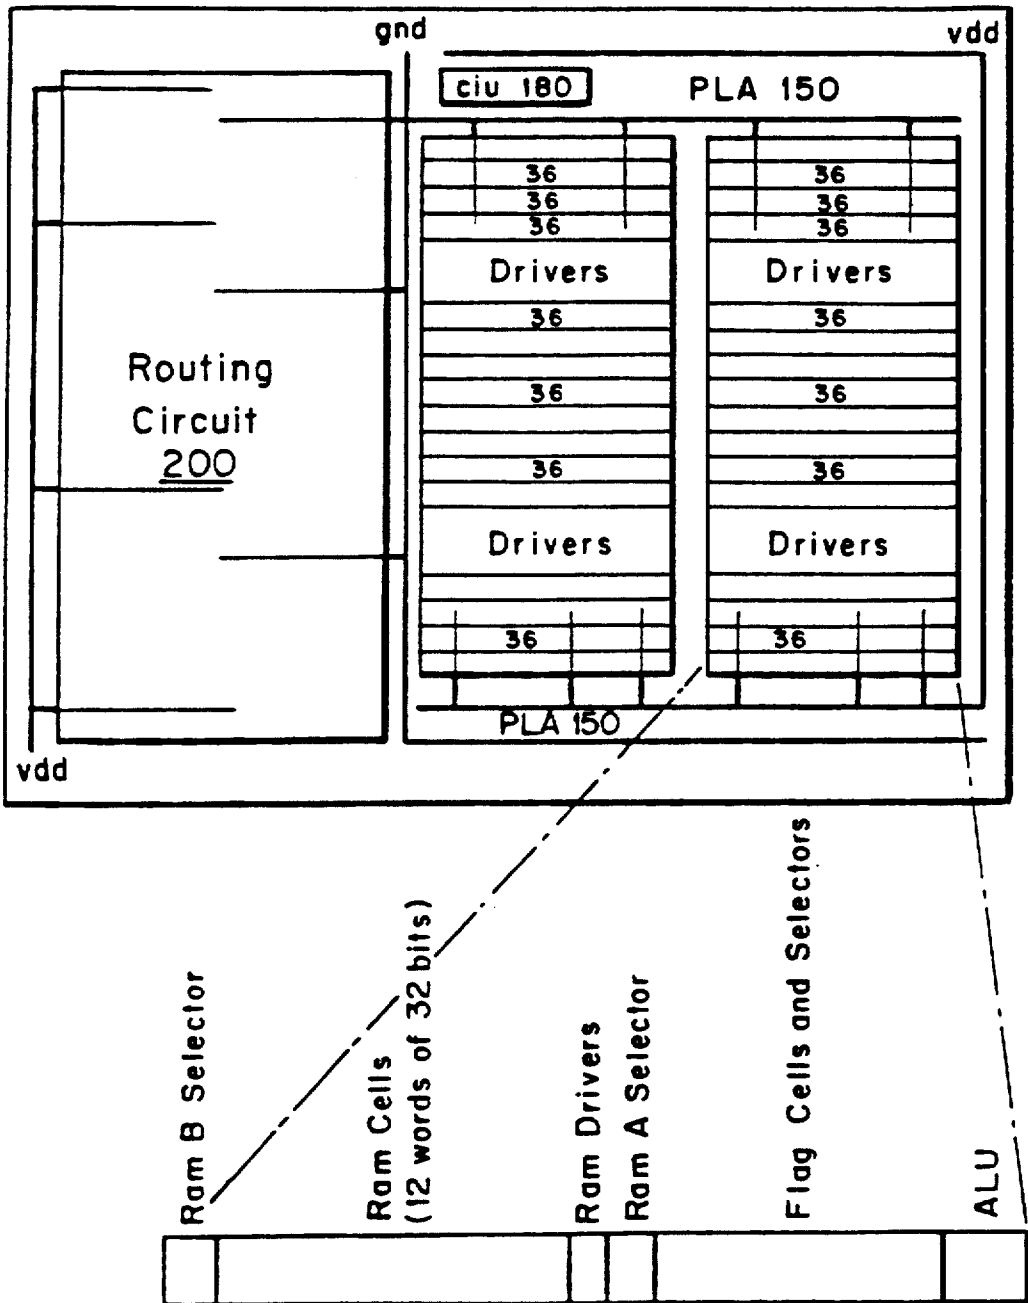 gnd
vdd
ciu 180
PLA 150
36
36
36
36
36
36
Drivers
Drivers
36
36
Routing
Circuit
200
36
36
36
36
Drivers
Drivers
36
36
PLA 150
vdd
Ram B Selector
Ram Cells
(12 words of 32 bits)
Ram Drivers
Ram A Selector
Flag Cells and Selectors
ALU